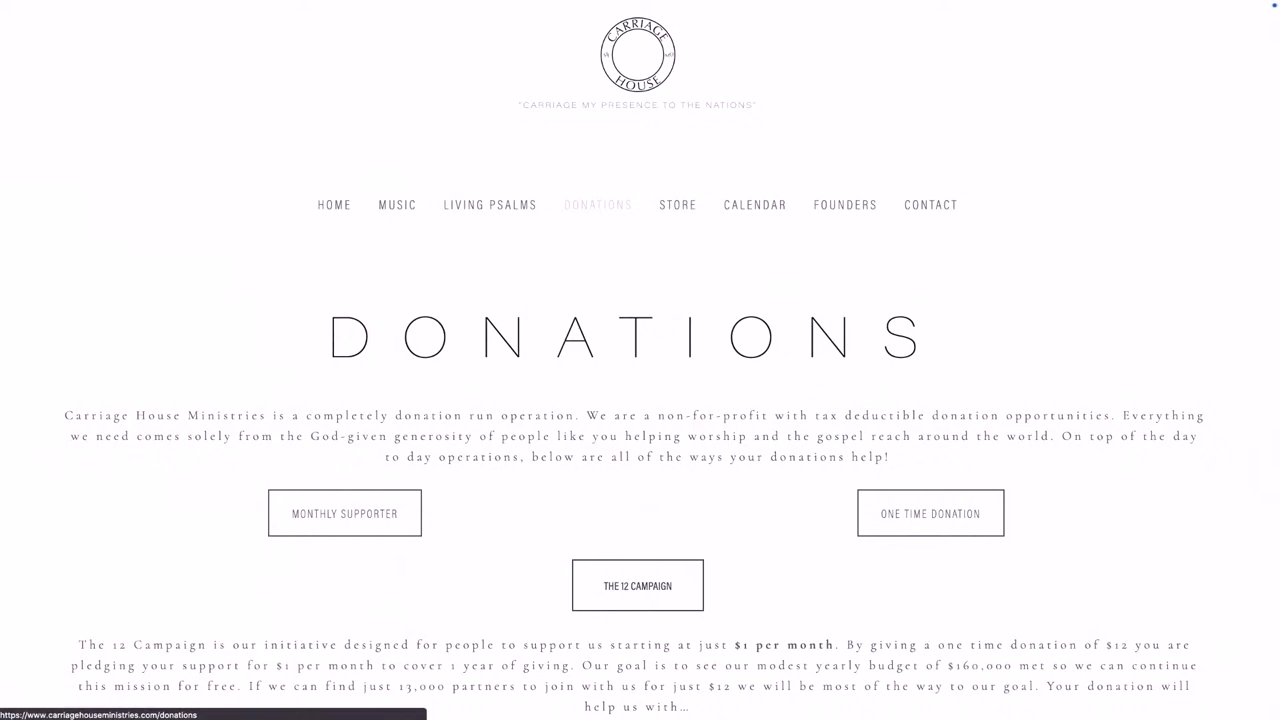 CARRIAGE
HOUSE
"CARRIAGE MY PRESENCE TO THE NATIONS"
HOME MUSIC LIVING PSALMS DONATIONS STORE CALENDAR FOUNDERS CONTACT
DONATIONS
Carriage House Ministries is a completely donation run operation. We are a non-for-profit with tax deductible donation opportunities. Everything
we need comes solely from the God-given generosity of people like you helping worship and the gospel reach around the world. On top of the day
to day operations, below are all of the ways your donations help!
MONTHLY SUPPORTER ONE TIME DONATION
THE 12 CAMPAIGN
The 12 Campaign is our initiative designed for people to support us starting at just $1 per month. By giving a one time donation of $12 you are
pledging your support for $1 per month to cover 1 year of giving. Our goal is to see our modest yearly budget of $160,000 met so we can continue
this mission for free. If we can find just 13,000 partners to join with us for just $12 we will be most of the way to our goal. Your donation will
help us with…
https://www.carriagehouseministries.com/donations